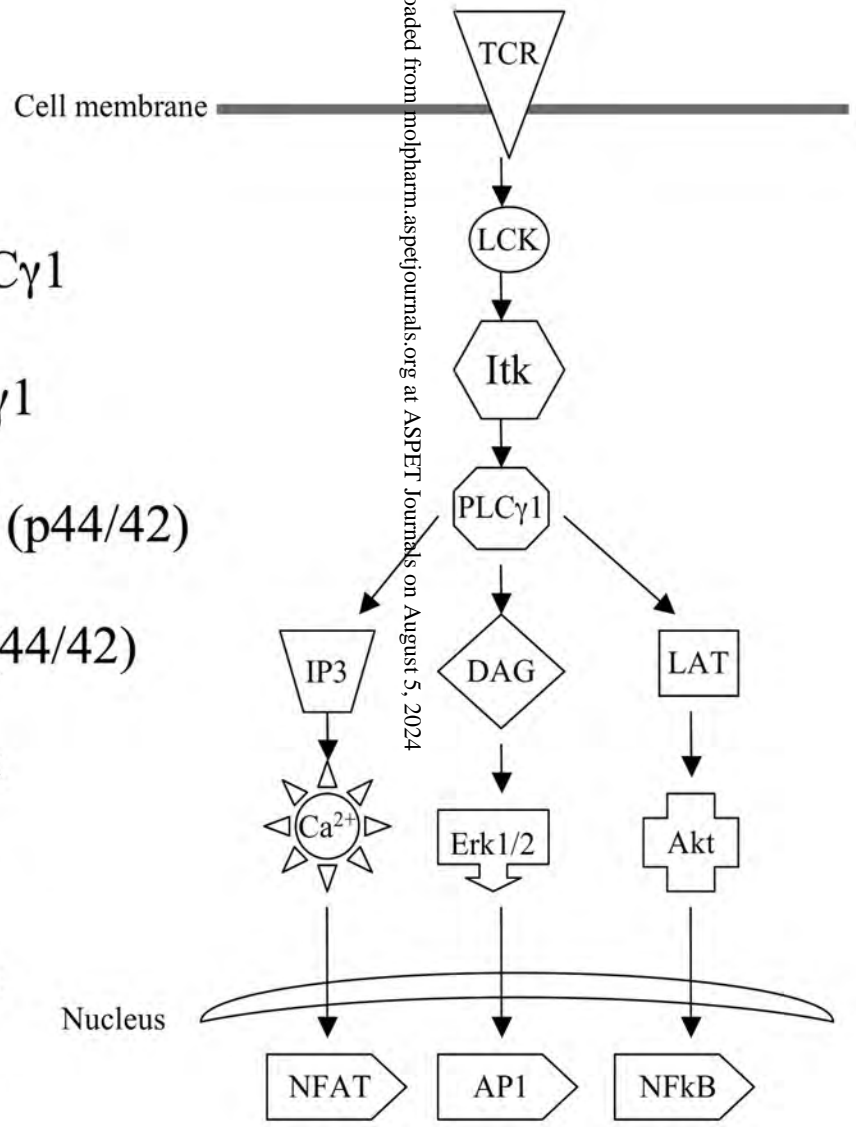 TCR
Cell membrane
LCK
Cγ1
Itk
γ1
PLCγ1
(p44/42)
44/42)
IP3
DAG
LAT
Ca²⁺
Erk1/2
Akt
Nucleus
NFAT
AP1
NFkB
oaded from molpharm.aspetjournals.org at ASPET Journals on August 5, 2024